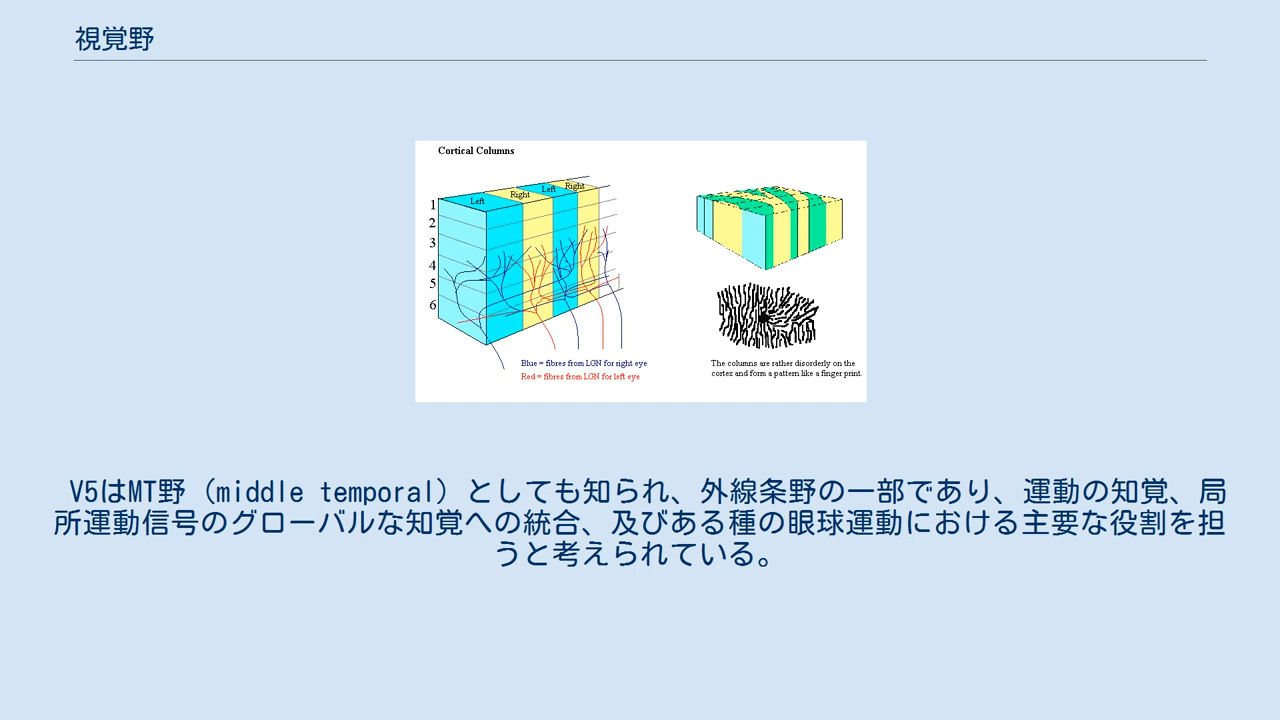 視覚野
Cortical Columns
Left
Right
Left
Right
1
2
3
4
5
6
Blue = fibres from LGN for right eye
Red = fibres from LGN for left eye
The columns are rather disorderly on the
cortex and form a pattern like a finger print.
V5はMT野（middle temporal）としても知られ、外線条野の一部であり、運動の知覚、局
所運動信号のグローバルな知覚への統合、及びある種の眼球運動における主要な役割を担
うと考えられている。